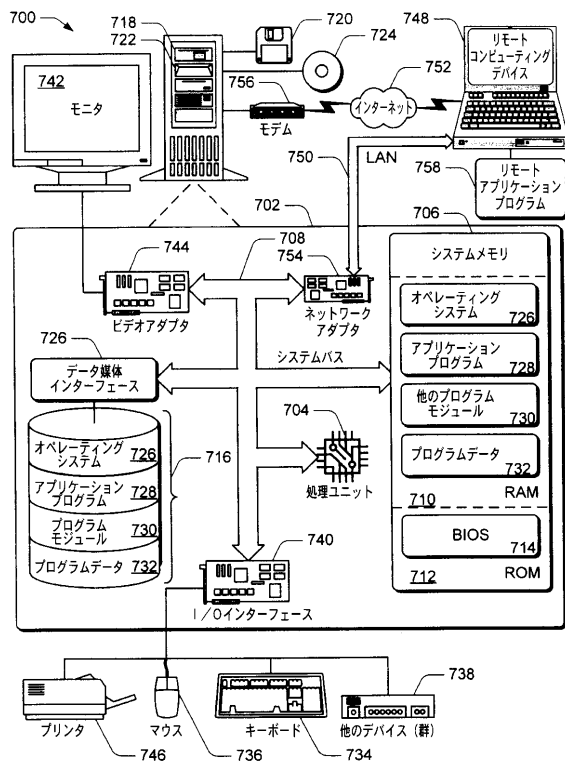 700
718
722
720
724
756
モデム
752
インターネット
748
リモート
コンピューティング
デバイス
742
モニタ
750
LAN
758
リモート
アプリケーション
プログラム
702
706
システムメモリ
744
ビデオアダプタ
708
754
ネットワーク
アダプタ
オペレーティング
システム
726
726
データ媒体
インターフェース
システムバス
アプリケーション
プログラム
728
他のプログラム
モジュール
730
704
処理ユニット
プログラムデータ
732
710
RAM
オペレーティング
システム
726
716
アプリケーション
プログラム
728
プログラム
モジュール
730
プログラムデータ
732
740
I/Oインターフェース
BIOS
714
712
ROM
プリンタ
746
マウス
736
キーボード
734
738
他のデバイス(群)